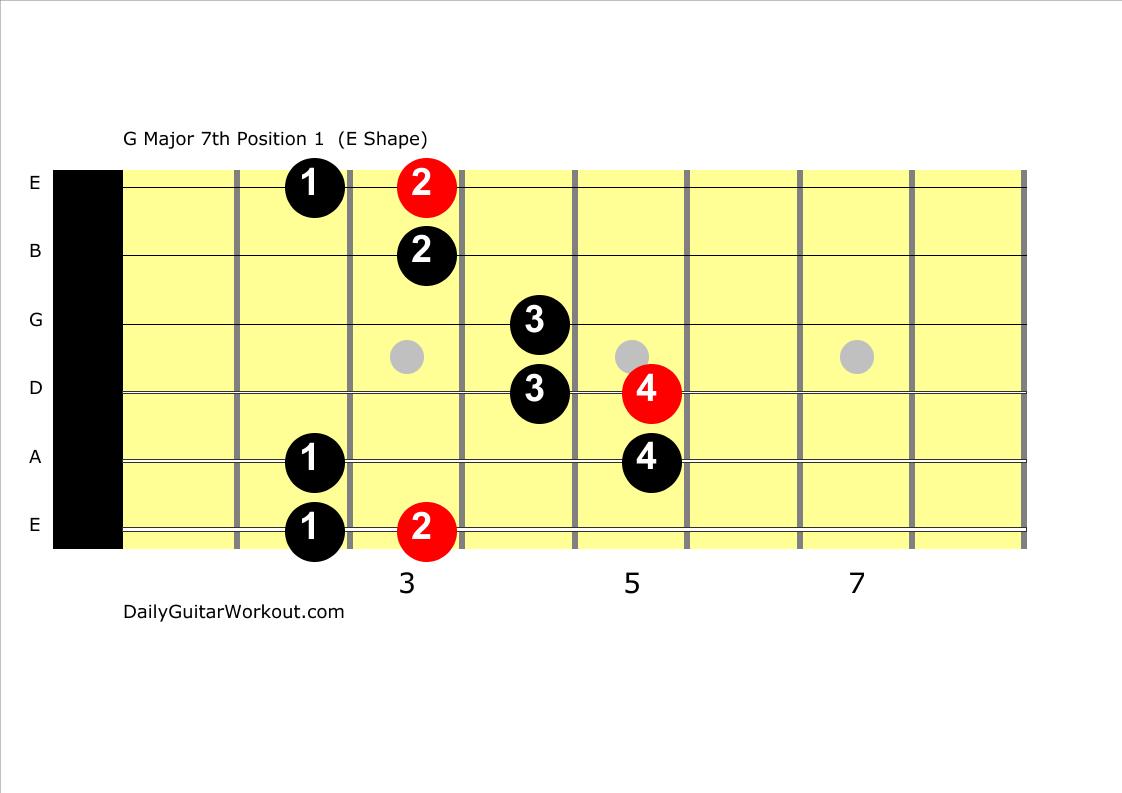 G Major 7th Position 1 (E Shape)
E 1 2
B 2
G 3
D 3 4
A 1 4
E 1 2
3 5 7
DailyGuitarWorkout.com